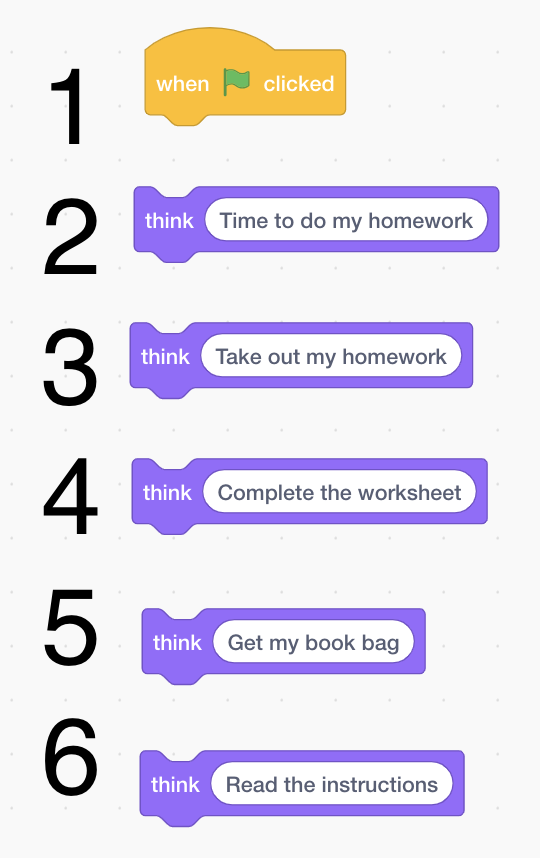 1 when clicked
2 think Time to do my homework
3 think Take out my homework
4 think Complete the worksheet
5 think Get my book bag
6 think Read the instructions